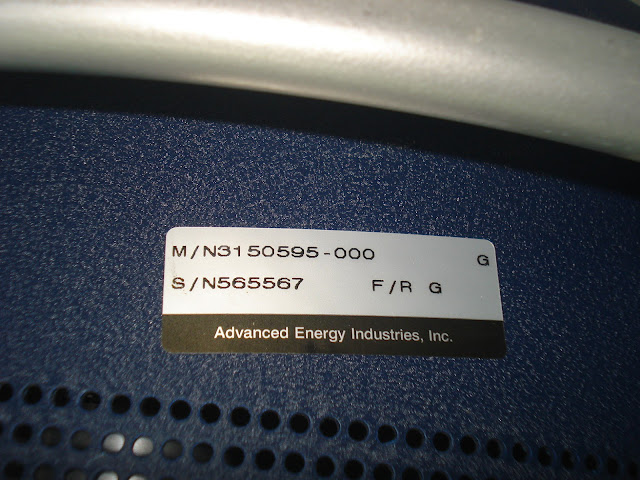 M/N3150595-000 G
S/N565567 F/R G
Advanced Energy Industries, Inc.